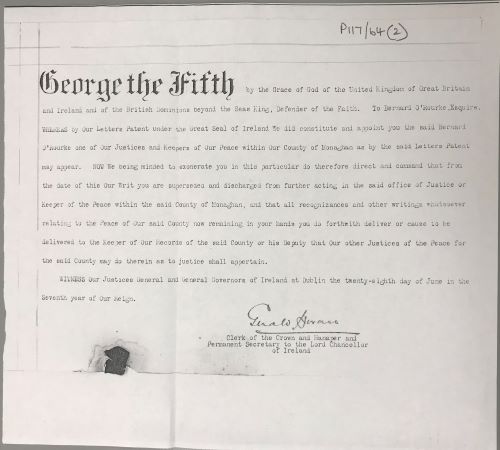 P117/64(2)
George the Fifth by the Grace of God of the United Kingdom of Great Britain
and Ireland and of the British Dominions beyond the Seas King, Defender of the Faith. To Bernard O'Rourke Esquire.
WHEREAS by Our Letters Patent under the Great Seal of Ireland We did constitute and appoint you the said Bernard
O'Rourke one of Our Justices and Keepers of Our Peace within Our County of Monaghan as by the said Letters Patent
may appear. NOW We being minded to exonerate you in this particular do therefore direct and command that from
the date of this Our Writ you are superseded and discharged from further acting in the said office of Justice or
Keeper of the Peace within the said County of Monaghan, and that all recognizances and other writings whatsoever
relating to the Peace of Our said County now remaining in your hands you do forthwith deliver or cause to be
delivered to the Keeper of Our Records of the said County or his Deputy that Our other Justices of the Peace for
the said County may do therein as to justice shall appertain.
WITNESS Our Justices General and General Governors of Ireland at Dublin the twenty-eighth day of June in the
Seventh year of Our Reign.
Gerald
Clerk of the Crown and Hanaper and
Permanent Secretary to the Lord Chancellor
of Ireland